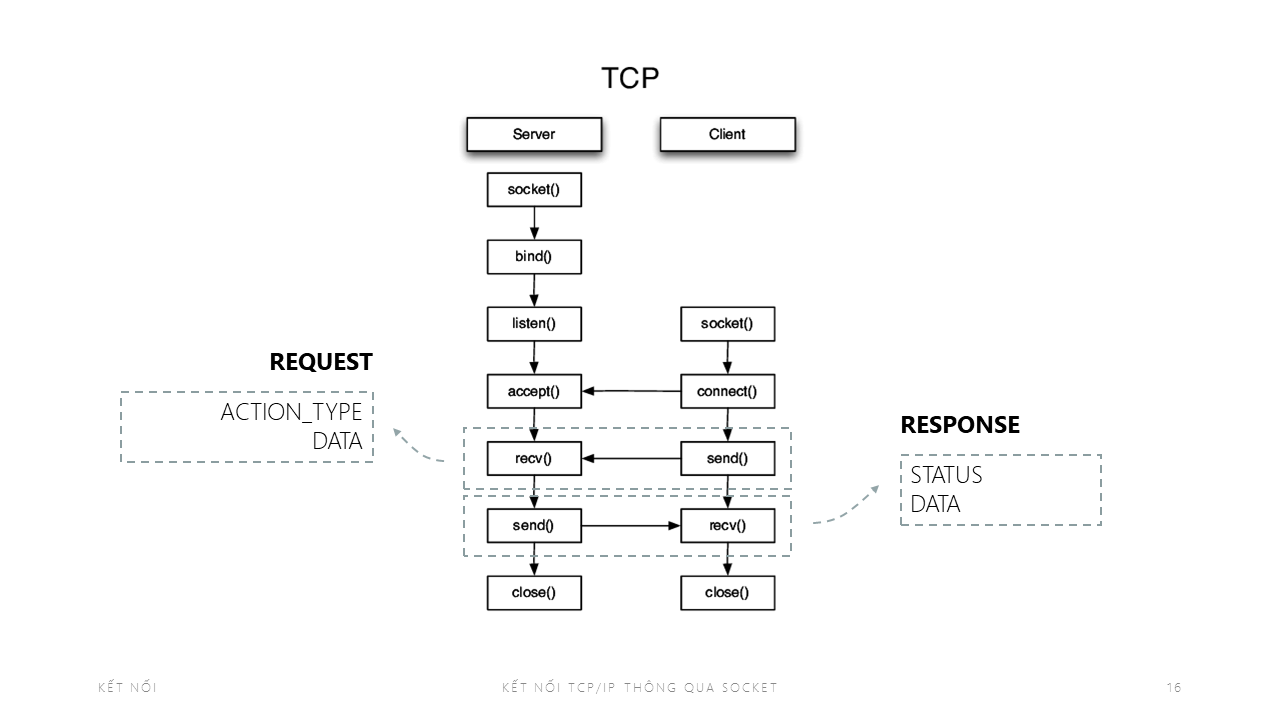 TCP
Server
Client
socket()
bind()
listen()
socket()
REQUEST
accept()
connect()
ACTION_TYPE
DATA
RESPONSE
recv()
send()
STATUS
DATA
send()
recv()
close()
close()
KẾT NỐI
KẾT NỐI TCP/IP THÔNG QUA SOCKET
16